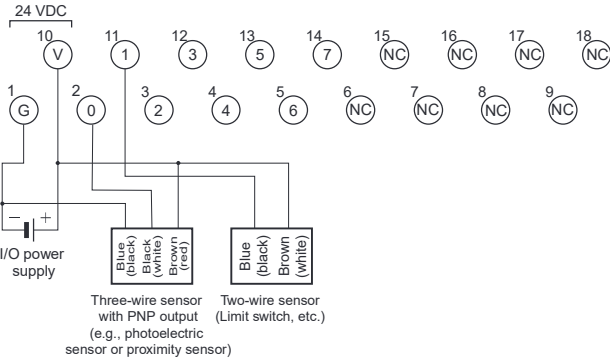 24 VDC
10 11 12 13 14 15 16 17 18
V 1 3 5 7 NC NC NC NC
1 2 3 4 5 6 7 8 9
G 0 2 4 6 NC NC NC NC
− +
I/O power
supply
Blue
(black)
Black
(white)
Brown
(red)
Blue
(black)
Brown
(white)
Three-wire sensor
with PNP output
(e.g., photoelectric
sensor or proximity sensor)
Two-wire sensor
(Limit switch, etc.)